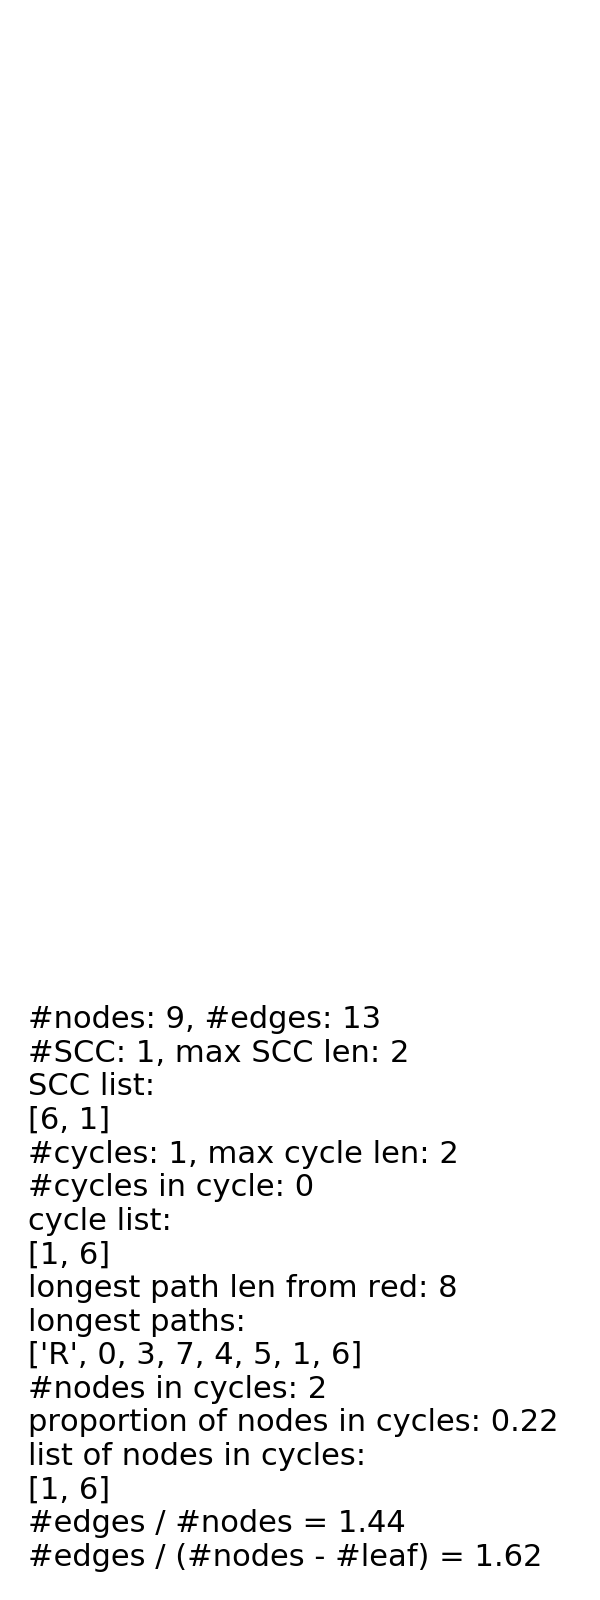 #nodes: 9, #edges: 13
#SCC: 1, max SCC len: 2
SCC list:
[6, 1]
#cycles: 1, max cycle len: 2
#cycles in cycle: 0
cycle list:
[1, 6]
longest path len from red: 8
longest paths:
['R', 0, 3, 7, 4, 5, 1, 6]
#nodes in cycles: 2
proportion of nodes in cycles: 0.22
list of nodes in cycles:
[1, 6]
#edges / #nodes = 1.44
#edges / (#nodes - #leaf) = 1.62